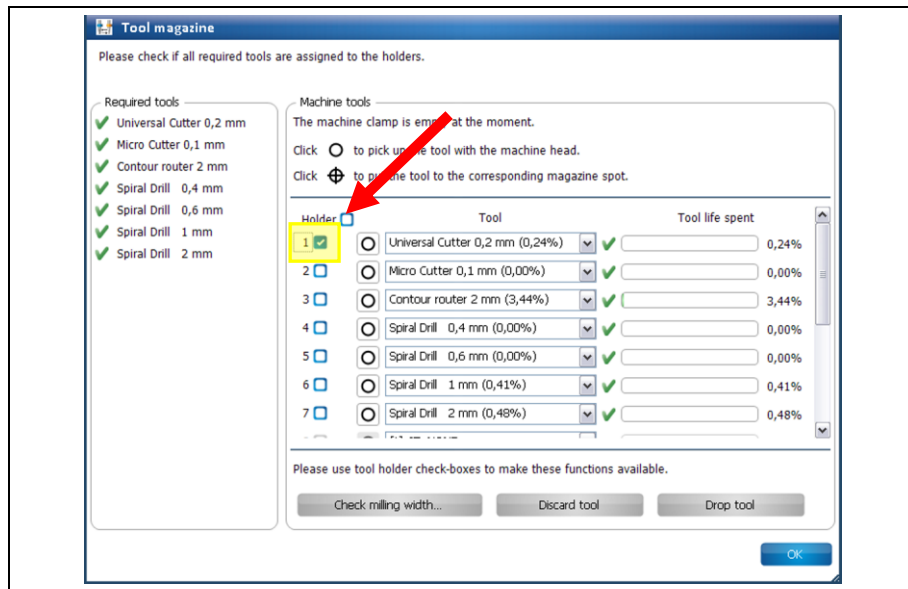 Tool magazine
Please check if all required tools are assigned to the holders.
Required tools
Universal Cutter 0,2 mm
Micro Cutter 0,1 mm
Contour router 2 mm
Spiral Drill 0,4 mm
Spiral Drill 0,6 mm
Spiral Drill 1 mm
Spiral Drill 2 mm
Machine tools
The machine clamp is empty at the moment.
Click to pick up the tool with the machine head.
Click to put the tool to the corresponding magazine spot.
Holder Tool Tool life spent
1 Universal Cutter 0,2 mm (0,24%) 0,24%
2 Micro Cutter 0,1 mm (0,00%) 0,00%
3 Contour router 2 mm (3,44%) 3,44%
4 Spiral Drill 0,4 mm (0,00%) 0,00%
5 Spiral Drill 0,6 mm (0,00%) 0,00%
6 Spiral Drill 1 mm (0,41%) 0,41%
7 Spiral Drill 2 mm (0,48%) 0,48%
Please use tool holder check-boxes to make these functions available.
Check milling width... Discard tool Drop tool
OK